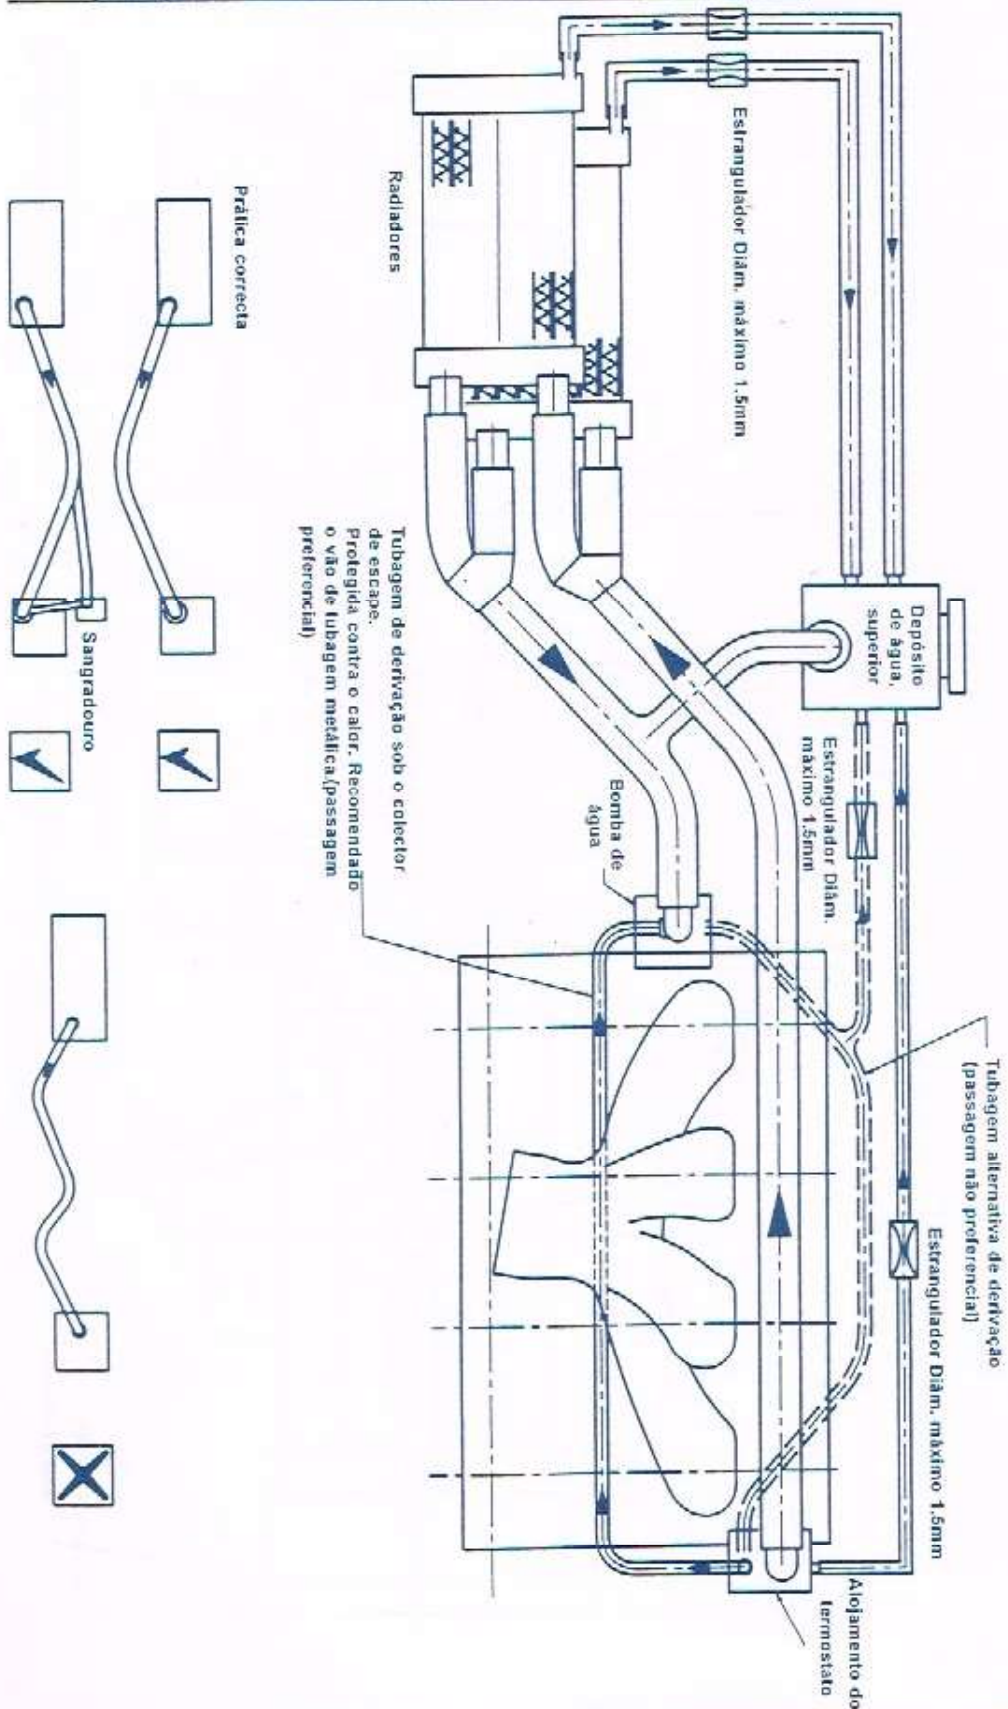 Estrangulador Diâm. máximo 1.5mm
Radiadores
Depósito
de água,
superior
Estrangulador Diâm.
máximo 1.5mm
Tubagem alternativa de derivação
(passagem não preferencial)
Estrangulador Diâm. máximo 1.5mm
Alojamento do
termostato
Bomba de
água
Tubagem de derivação sob o colector
de escape.
Protegida contra o calor. Recomendado
o vão de tubagem metálica.(passagem
preferencial)
Prática correcta
Sangradouro